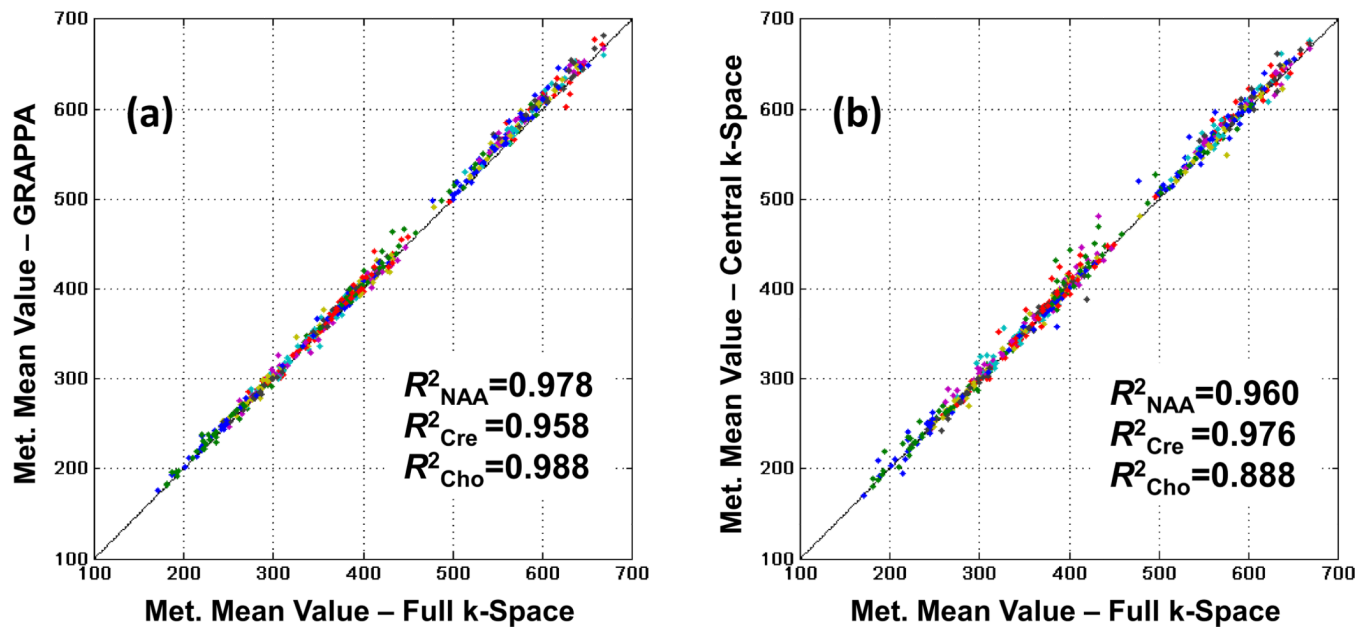 700
600
500
400
300
200
100
100 200 300 400 500 600 700
Met. Mean Value – GRAPPA
Met. Mean Value – Full k-Space
(a)
R²NAA=0.978
R²Cre=0.958
R²Cho=0.988
700
600
500
400
300
200
100
100 200 300 400 500 600 700
Met. Mean Value – Central k-Space
Met. Mean Value – Full k-Space
(b)
R²NAA=0.960
R²Cre=0.976
R²Cho=0.888